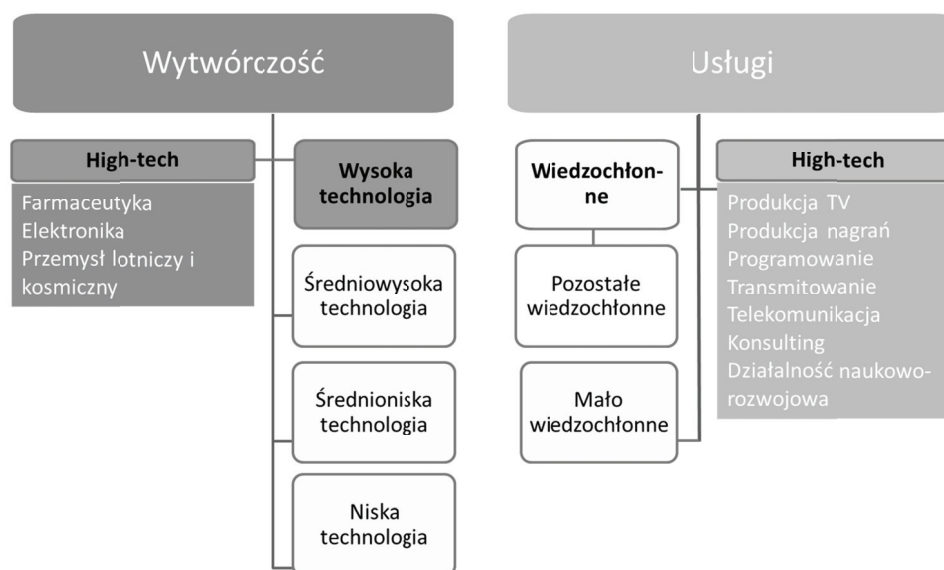 Wytwórczość
High-tech
Farmaceutyka
Elektronika
Przemysł lotniczy i
kosmiczny
Wysoka
technologia
Średniowysoka
technologia
Średnioniska
technologia
Niska
technologia
Usługi
Wiedzochłon-
ne
Pozostałe
wiedzochłonne
Mało
wiedzochłonne
High-tech
Produkcja TV
Produkcja nagrań
Programowanie
Transmitowanie
Telekomunikacja
Konsulting
Działalność naukowo-
rozwojowa